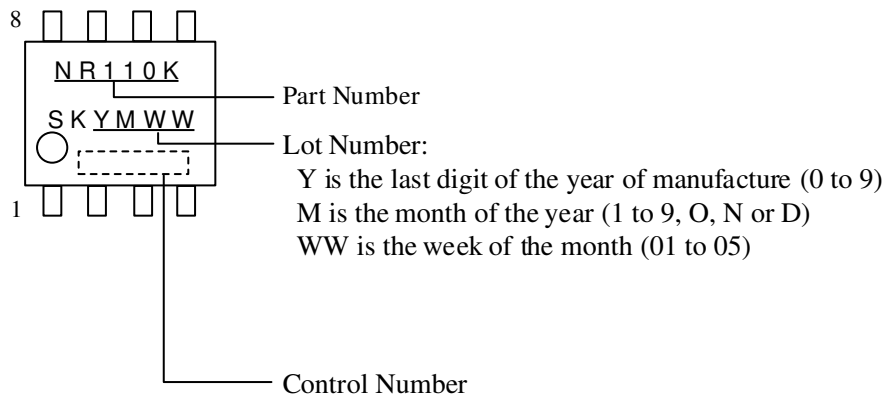 8
NR110K
Part Number
SKYMWW
Lot Number:
Y is the last digit of the year of manufacture (0 to 9)
M is the month of the year (1 to 9, O, N or D)
WW is the week of the month (01 to 05)
1
Control Number